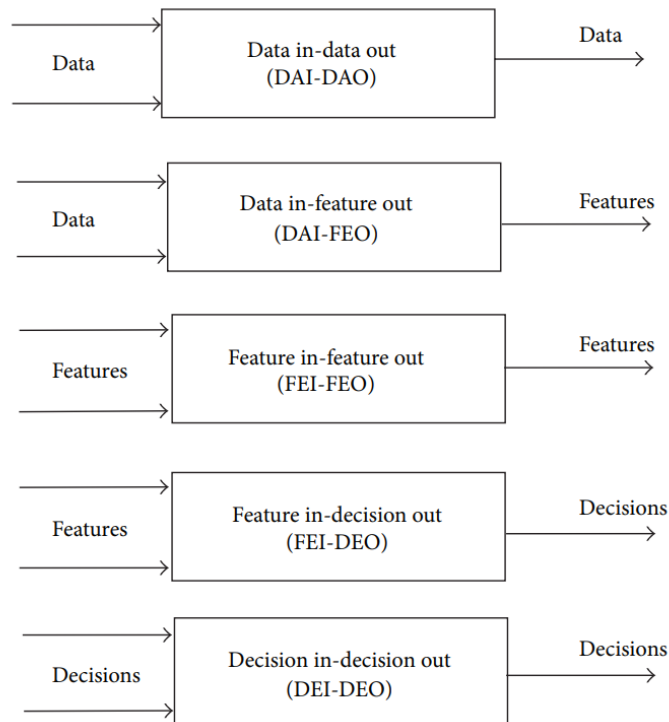 Data
Data in-data out
(DAI-DAO)
Data
Data
Data in-feature out
(DAI-FEO)
Features
Features
Feature in-feature out
(FEI-FEO)
Features
Features
Feature in-decision out
(FEI-DEO)
Decisions
Decisions
Decision in-decision out
(DEI-DEO)
Decisions